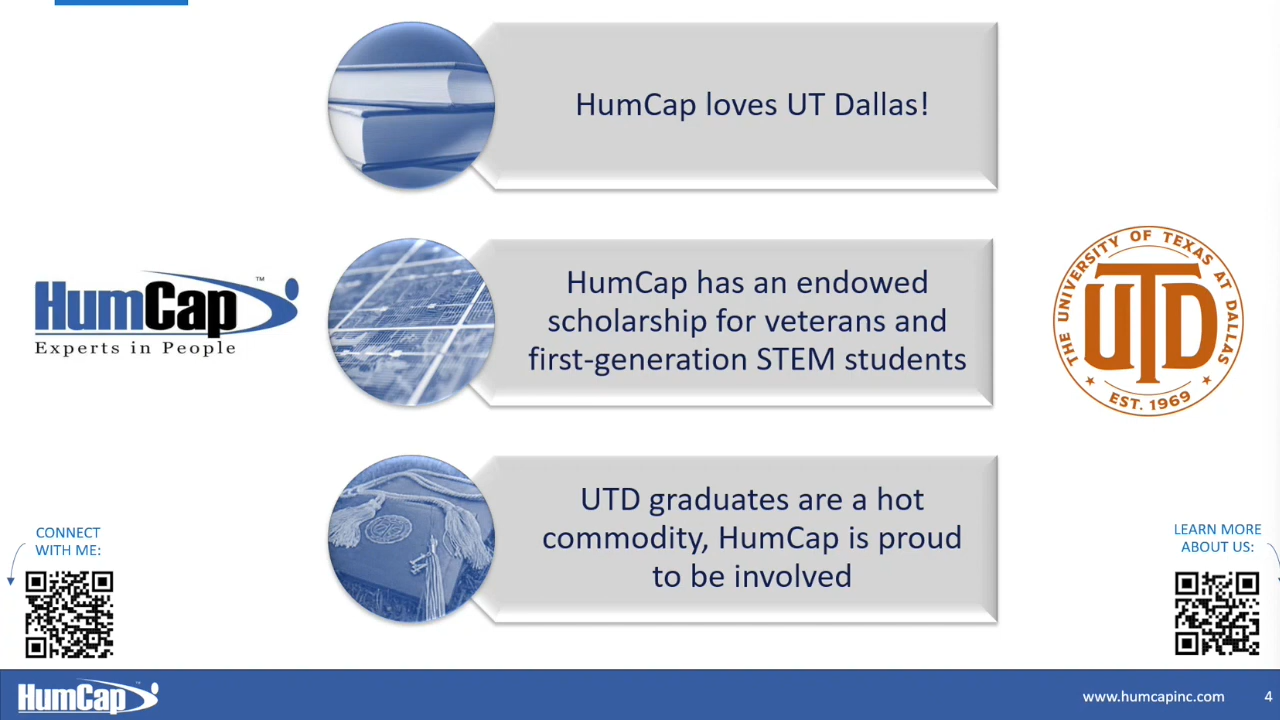 HumCap loves UT Dallas!
HumCap™
Experts in People
HumCap has an endowed
scholarship for veterans and
first-generation STEM students
THE UNIVERSITY OF TEXAS AT DALLAS
UTD
EST. 1969
UTD graduates are a hot
commodity, HumCap is proud
to be involved
CONNECT
WITH ME:
LEARN MORE
ABOUT US:
HumCap™
www.humcapinc.com
4